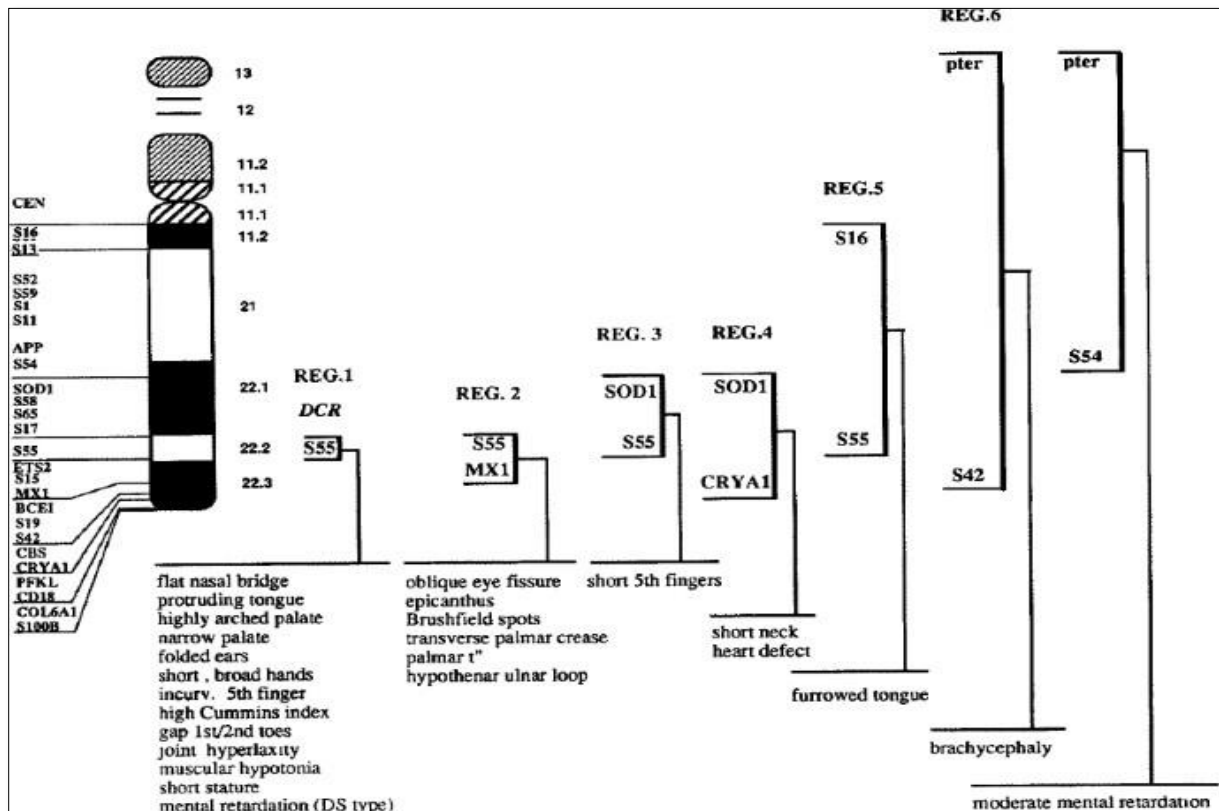 CEN
S16
S13
S52
S59
S1
S11
APP
S54
SOD1
S58
S65
S17
S55
ETS2
S15
MX1
BCEI
S19
S42
CBS
CRYA1
PFKL
CD18
COL6A1
S100B
13
12
11.2
11.1
11.1
11.2
21
22.1
22.2
22.3
REG.1
DCR
S55
flat nasal bridge
protruding tongue
highly arched palate
narrow palate
folded ears
short , broad hands
incurv. 5th finger
high Cummins index
gap 1st/2nd toes
joint hyperlaxity
muscular hypotonia
short stature
mental retardation (DS type)
REG. 2
S55
MX1
oblique eye fissure
epicanthus
Brushfield spots
transverse palmar crease
palmar t"
hypothenar ulnar loop
REG. 3
SOD1
S55
short 5th fingers
REG.4
SOD1
CRYA1
short neck
heart defect
REG.5
S16
S55
furrowed tongue
REG.6
pter
S42
brachycephaly
pter
S54
moderate mental retardation